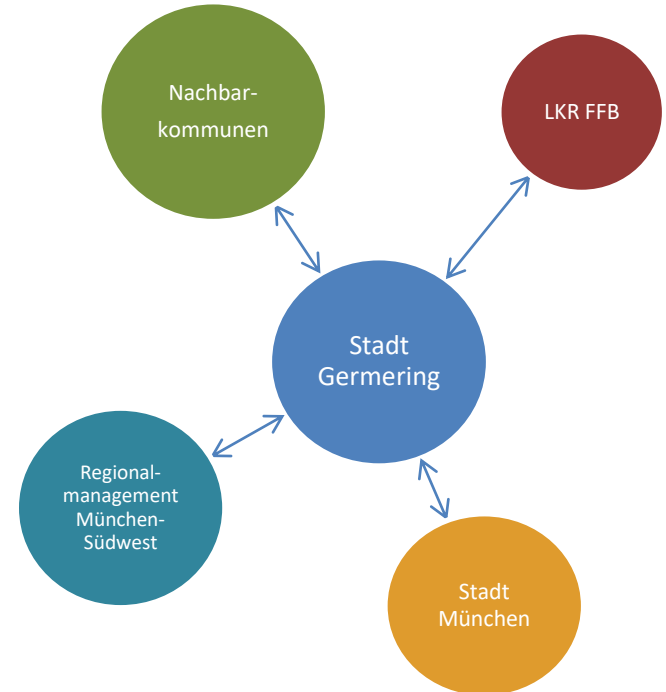 Nachbar-
kommunen
LKR FFB
Stadt
Germering
Regional-
management
München-
Südwest
Stadt
München